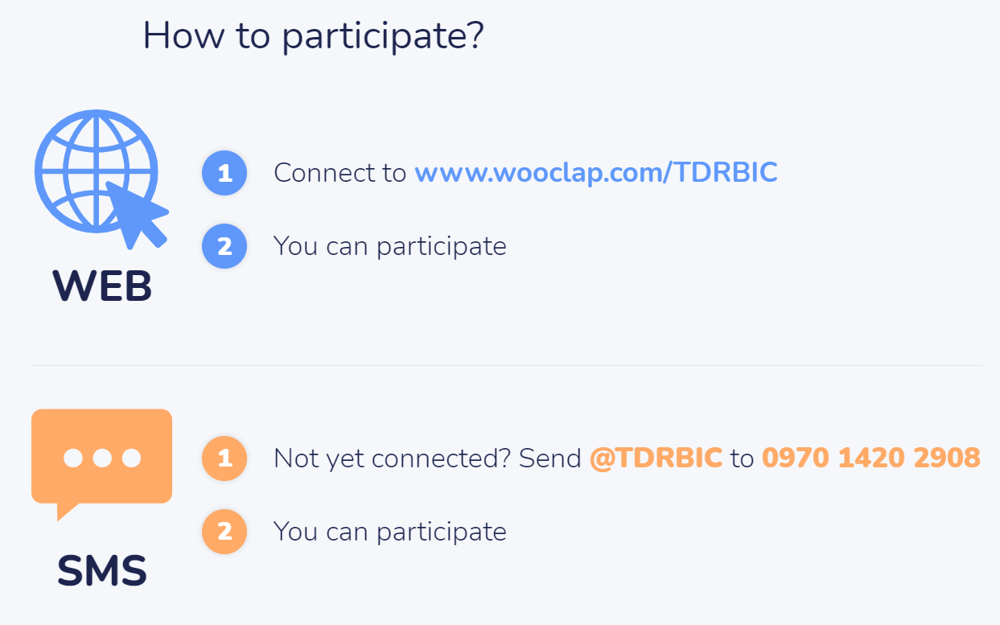 How to participate?
1 Connect to www.wooclap.com/TDRBIC
2 You can participate
WEB
1 Not yet connected? Send @TDRBIC to 0970 1420 2908
2 You can participate
SMS